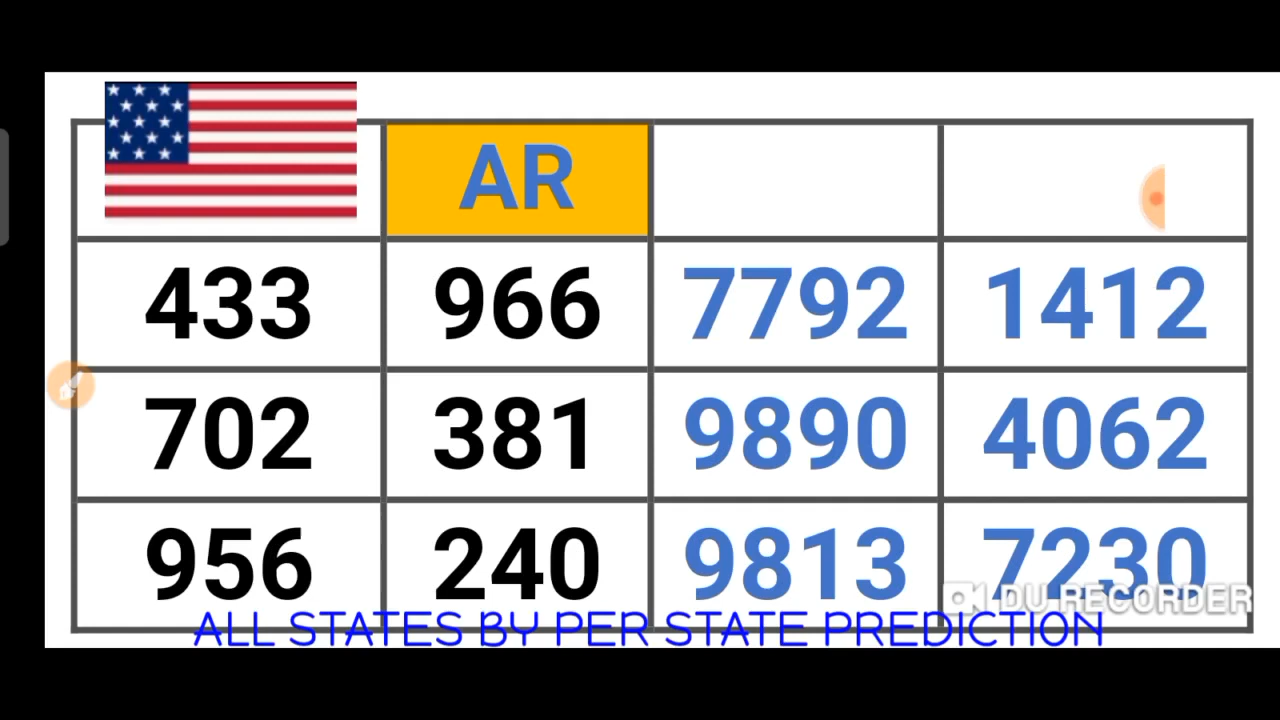 AR
433 966 7792 1412
702 381 9890 4062
956 240 9813 7230
DU RECORDER
ALL STATES BY PER STATE PREDICTION